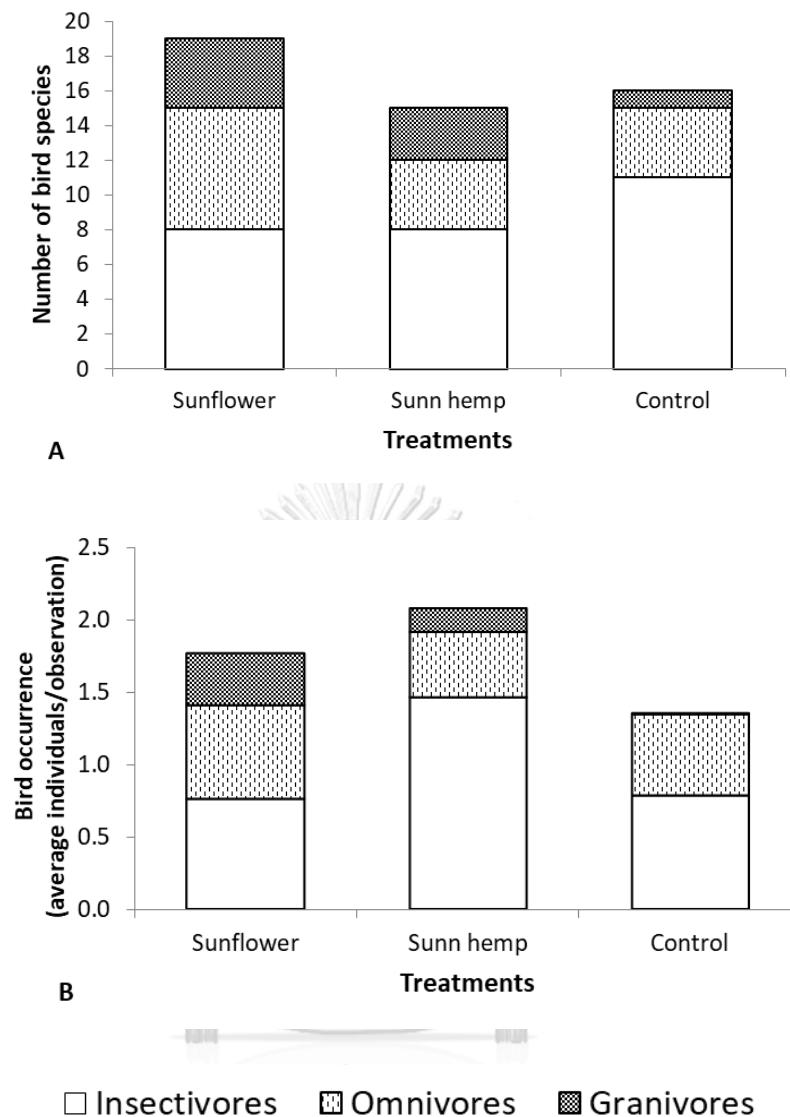 20
18
16
14
12
10
8
6
4
2
0
Number of bird species
Sunflower Sunn hemp Control
Treatments
A
2.5
2.0
1.5
1.0
0.5
0.0
Bird occurrence
(average individuals/observation)
Sunflower Sunn hemp Control
Treatments
B
Insectivores Omnivores Granivores